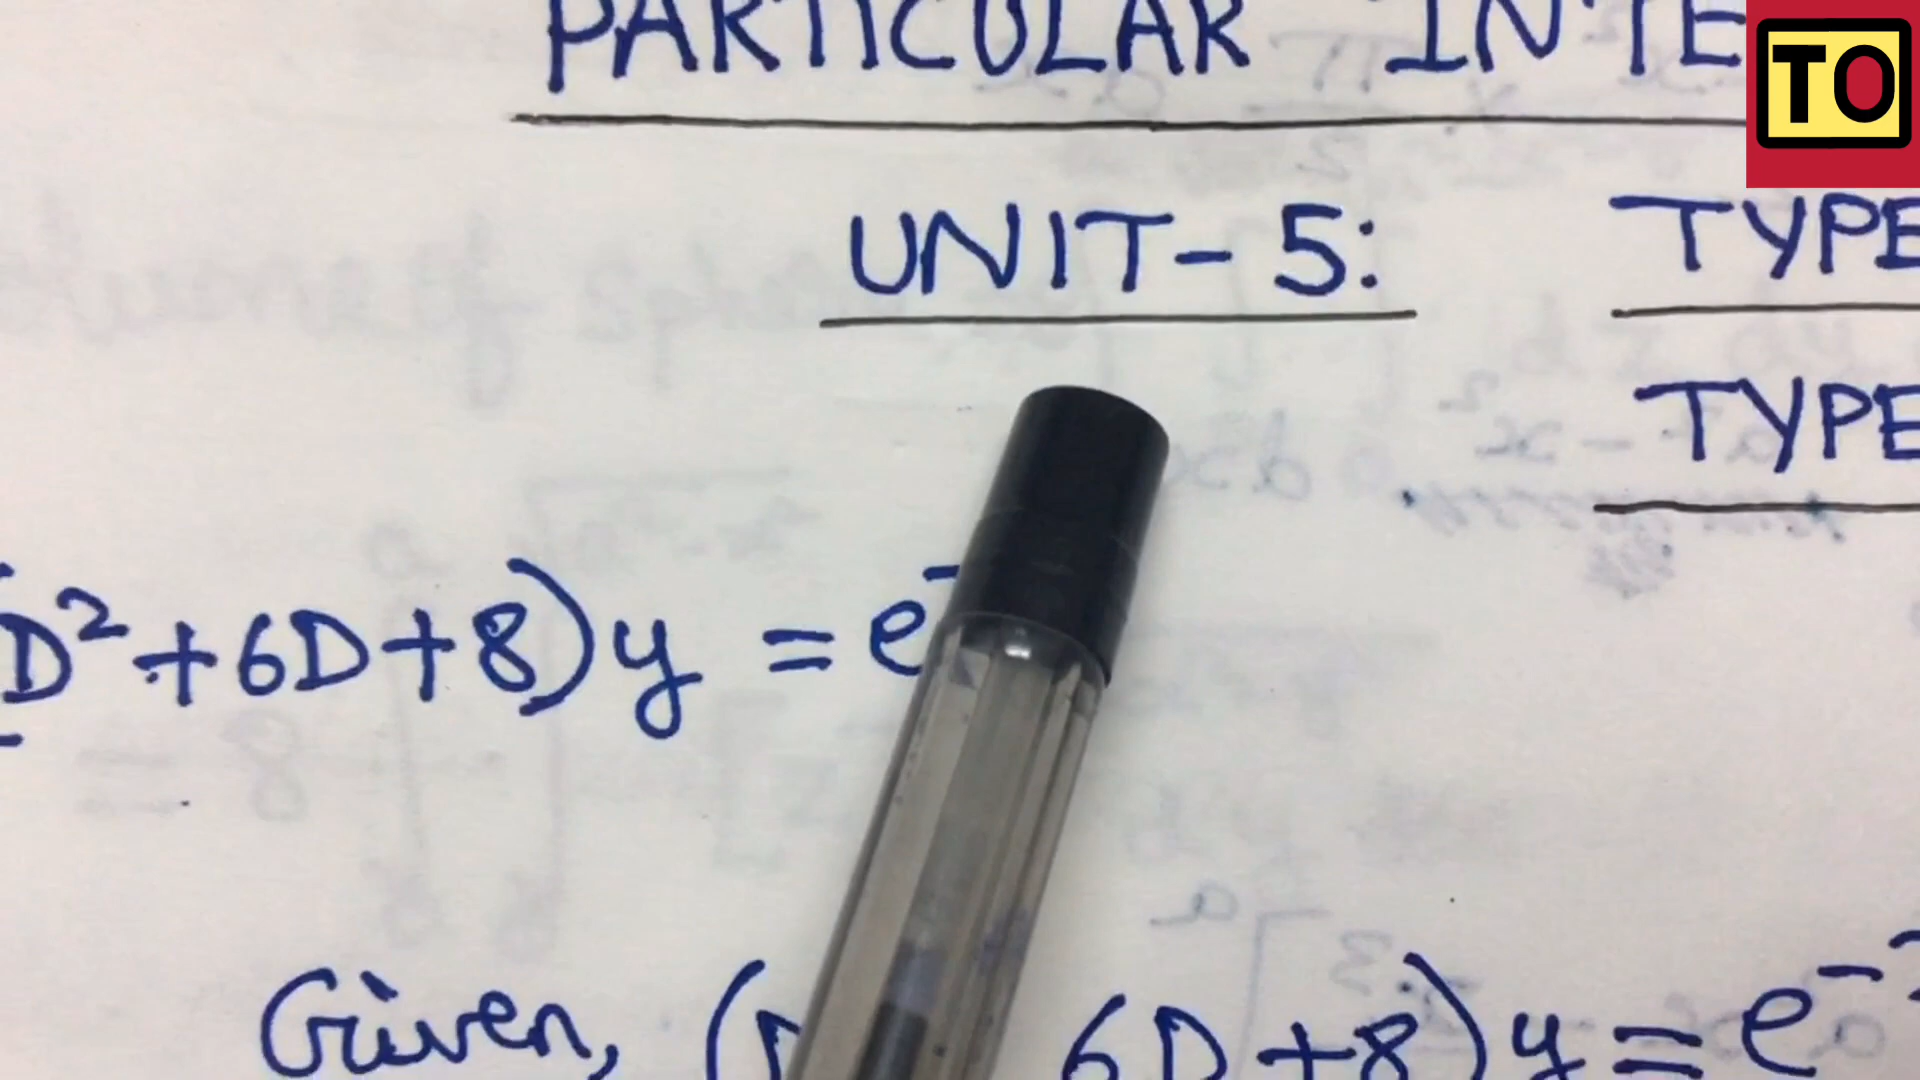 PARTICULAR INTE
TO
UNIT-5: TYPE
TYPE
D²+6D+8)y = e⁻
Given, ( 6D+8)y = e⁻